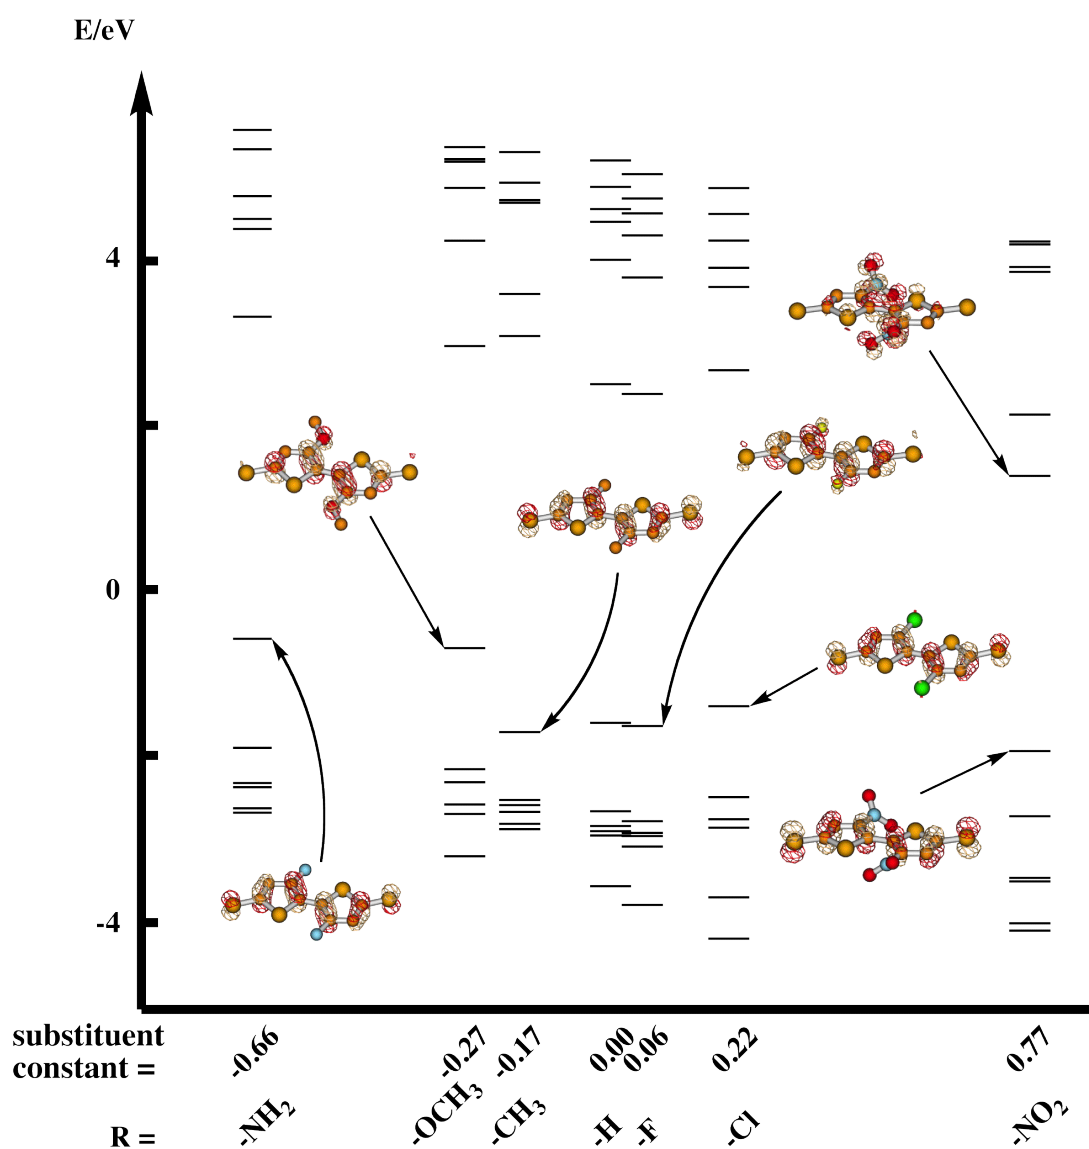 E/eV
4
0
-4
substituent
constant = -0.66 -0.27 -0.17 0.00 0.06 0.22 0.77
R = -NH₂ -OCH₃ -CH₃ -H -F -Cl -NO₂